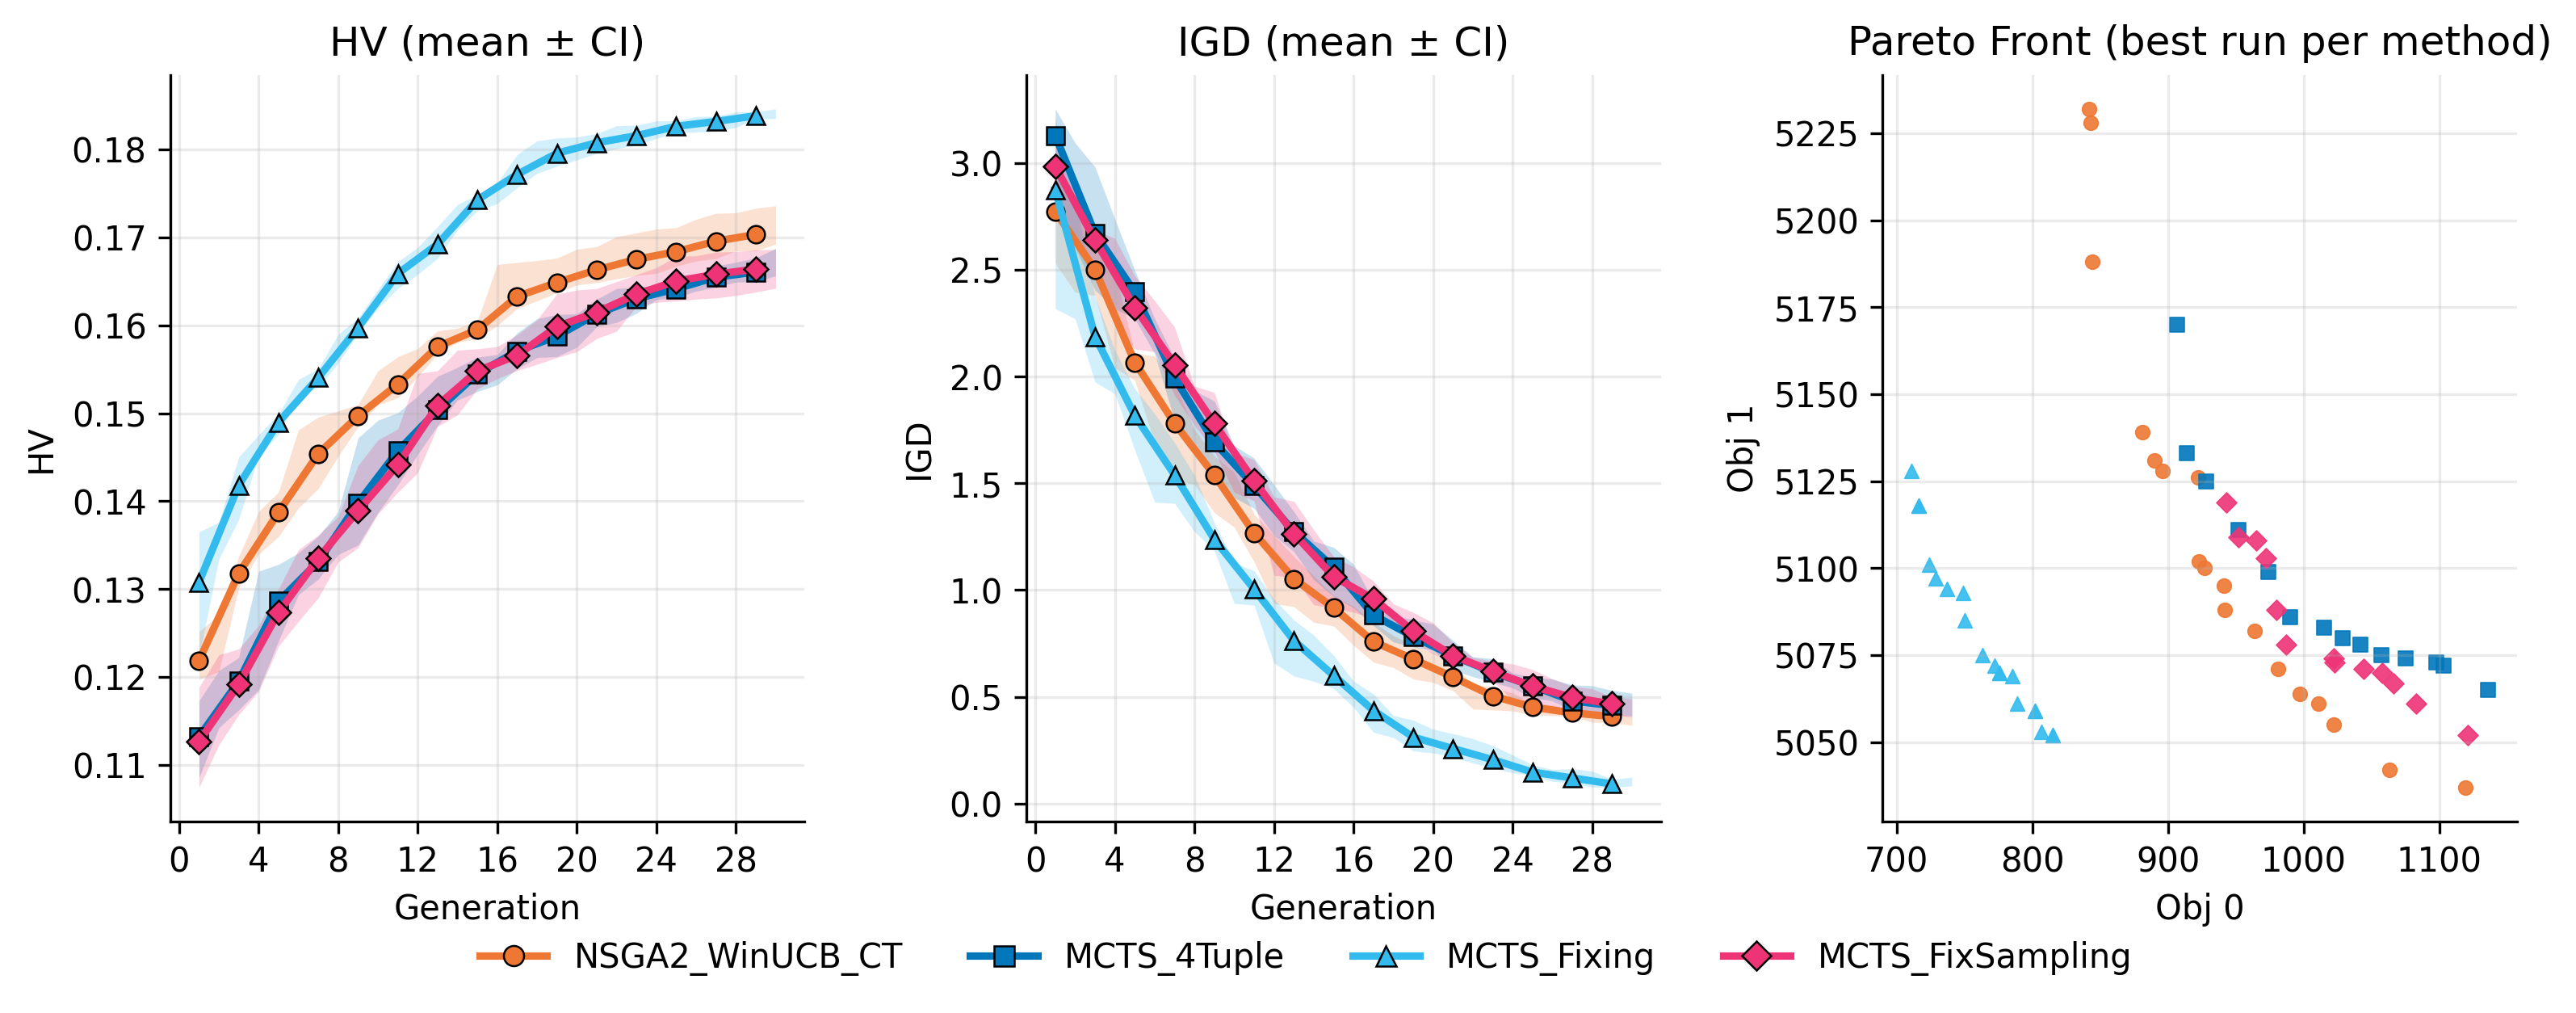 HV (mean ± CI)
HV
0.18
0.17
0.16
0.15
0.14
0.13
0.12
0.11
0 4 8 12 16 20 24 28
Generation
IGD (mean ± CI)
IGD
3.0
2.5
2.0
1.5
1.0
0.5
0.0
0 4 8 12 16 20 24 28
Generation
Pareto Front (best run per method)
Obj 1
5225
5200
5175
5150
5125
5100
5075
5050
700 800 900 1000 1100
Obj 0
NSGA2_WinUCB_CT MCTS_4Tuple MCTS_Fixing MCTS_FixSampling